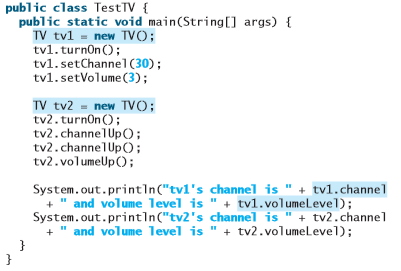 public class TestTV {
  public static void main(String[] args) {
    TV tv1 = new TV();
    tv1.turnOn();
    tv1.setChannel(30);
    tv1.setVolume(3);

    TV tv2 = new TV();
    tv2.turnOn();
    tv2.channelUp();
    tv2.channelUp();
    tv2.volumeUp();

    System.out.println("tv1's channel is " + tv1.channel
      + " and volume level is " + tv1.volumeLevel);
    System.out.println("tv2's channel is " + tv2.channel
      + " and volume level is " + tv2.volumeLevel);
  }
}